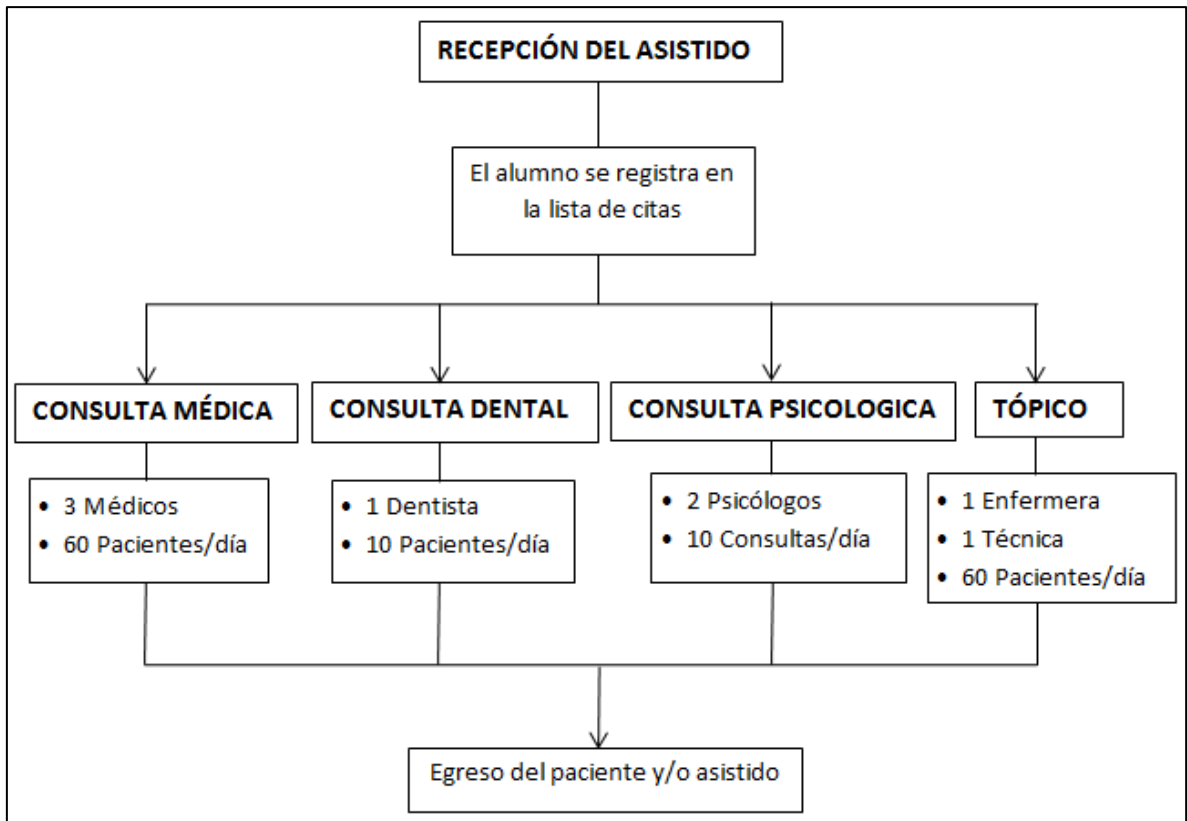 RECEPCIÓN DEL ASISTIDO
El alumno se registra en
la lista de citas
CONSULTA MÉDICA
• 3 Médicos
• 60 Pacientes/día
CONSULTA DENTAL
• 1 Dentista
• 10 Pacientes/día
CONSULTA PSICOLOGICA
• 2 Psicólogos
• 10 Consultas/día
TÓPICO
• 1 Enfermera
• 1 Técnica
• 60 Pacientes/día
Egreso del paciente y/o asistido